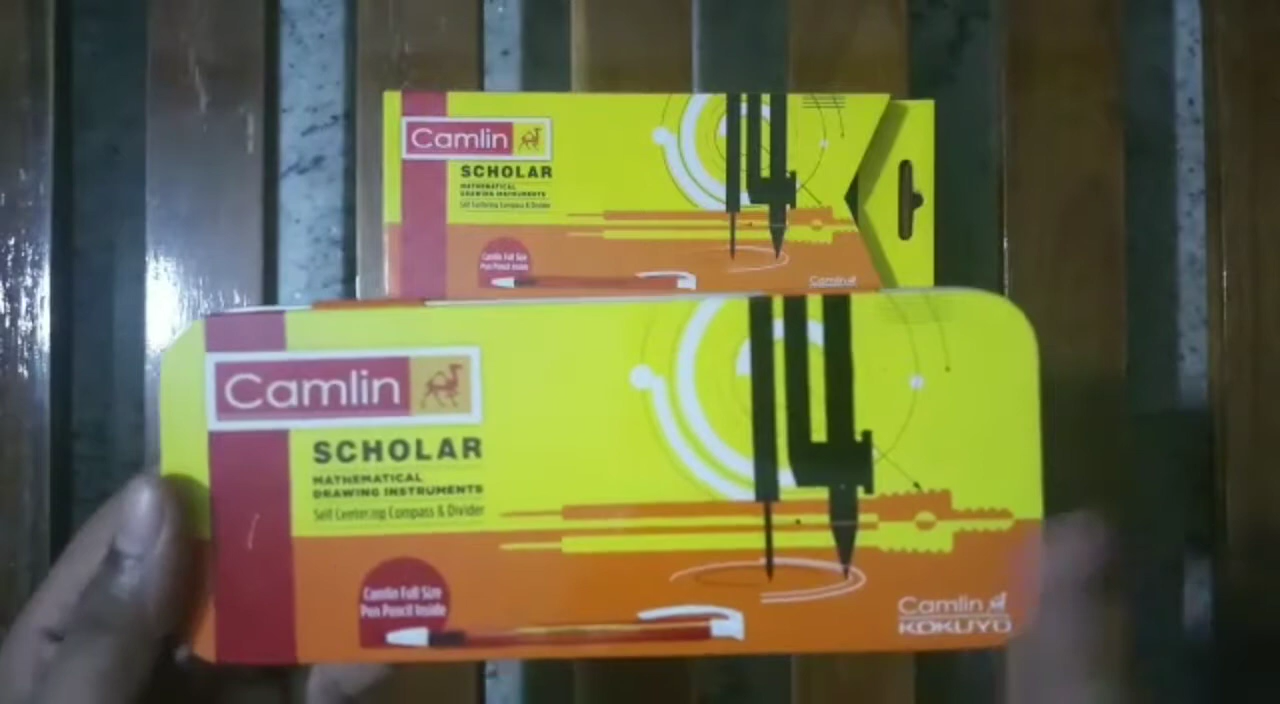 Camlin
SCHOLAR
MATHEMATICAL
DRAWING INSTRUMENTS
Self Centering Compass & Divider
Camlin Full Size
Pen Pencil Inside
Camlin
Camlin
SCHOLAR
MATHEMATICAL
DRAWING INSTRUMENTS
Self Centering Compass & Divider
Camlin Full Size
Pen Pencil Inside
Camlin
KOKUYO